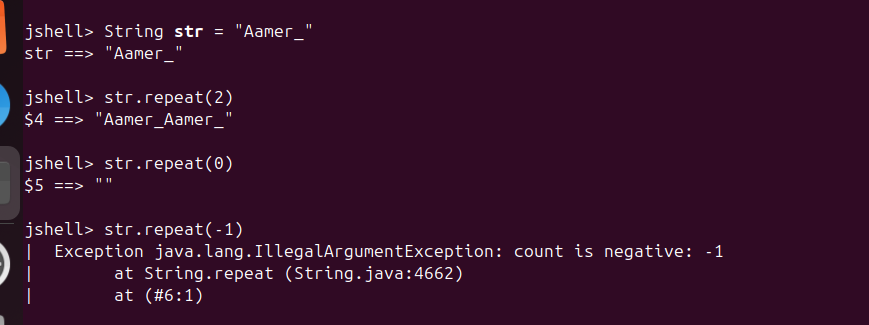 jshell> String str = "Aamer_"
str ==> "Aamer_"
jshell> str.repeat(2)
$4 ==> "Aamer_Aamer_"
jshell> str.repeat(0)
$5 ==> ""
jshell> str.repeat(-1)
|  Exception java.lang.IllegalArgumentException: count is negative: -1
|        at String.repeat (String.java:4662)
|        at (#6:1)